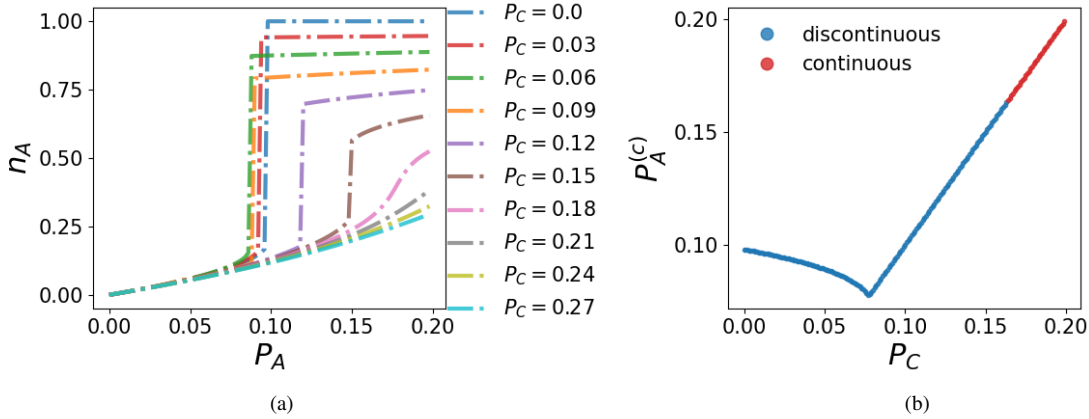 1.00
0.75
0.50
0.25
0.00
n_A
0.00 0.05 0.10 0.15 0.20
P_A
P_C = 0.0
P_C = 0.03
P_C = 0.06
P_C = 0.09
P_C = 0.12
P_C = 0.15
P_C = 0.18
P_C = 0.21
P_C = 0.24
P_C = 0.27
(a)
0.20
0.15
0.10
P_A^{(c)}
discontinuous
continuous
0.00 0.05 0.10 0.15 0.20
P_C
(b)